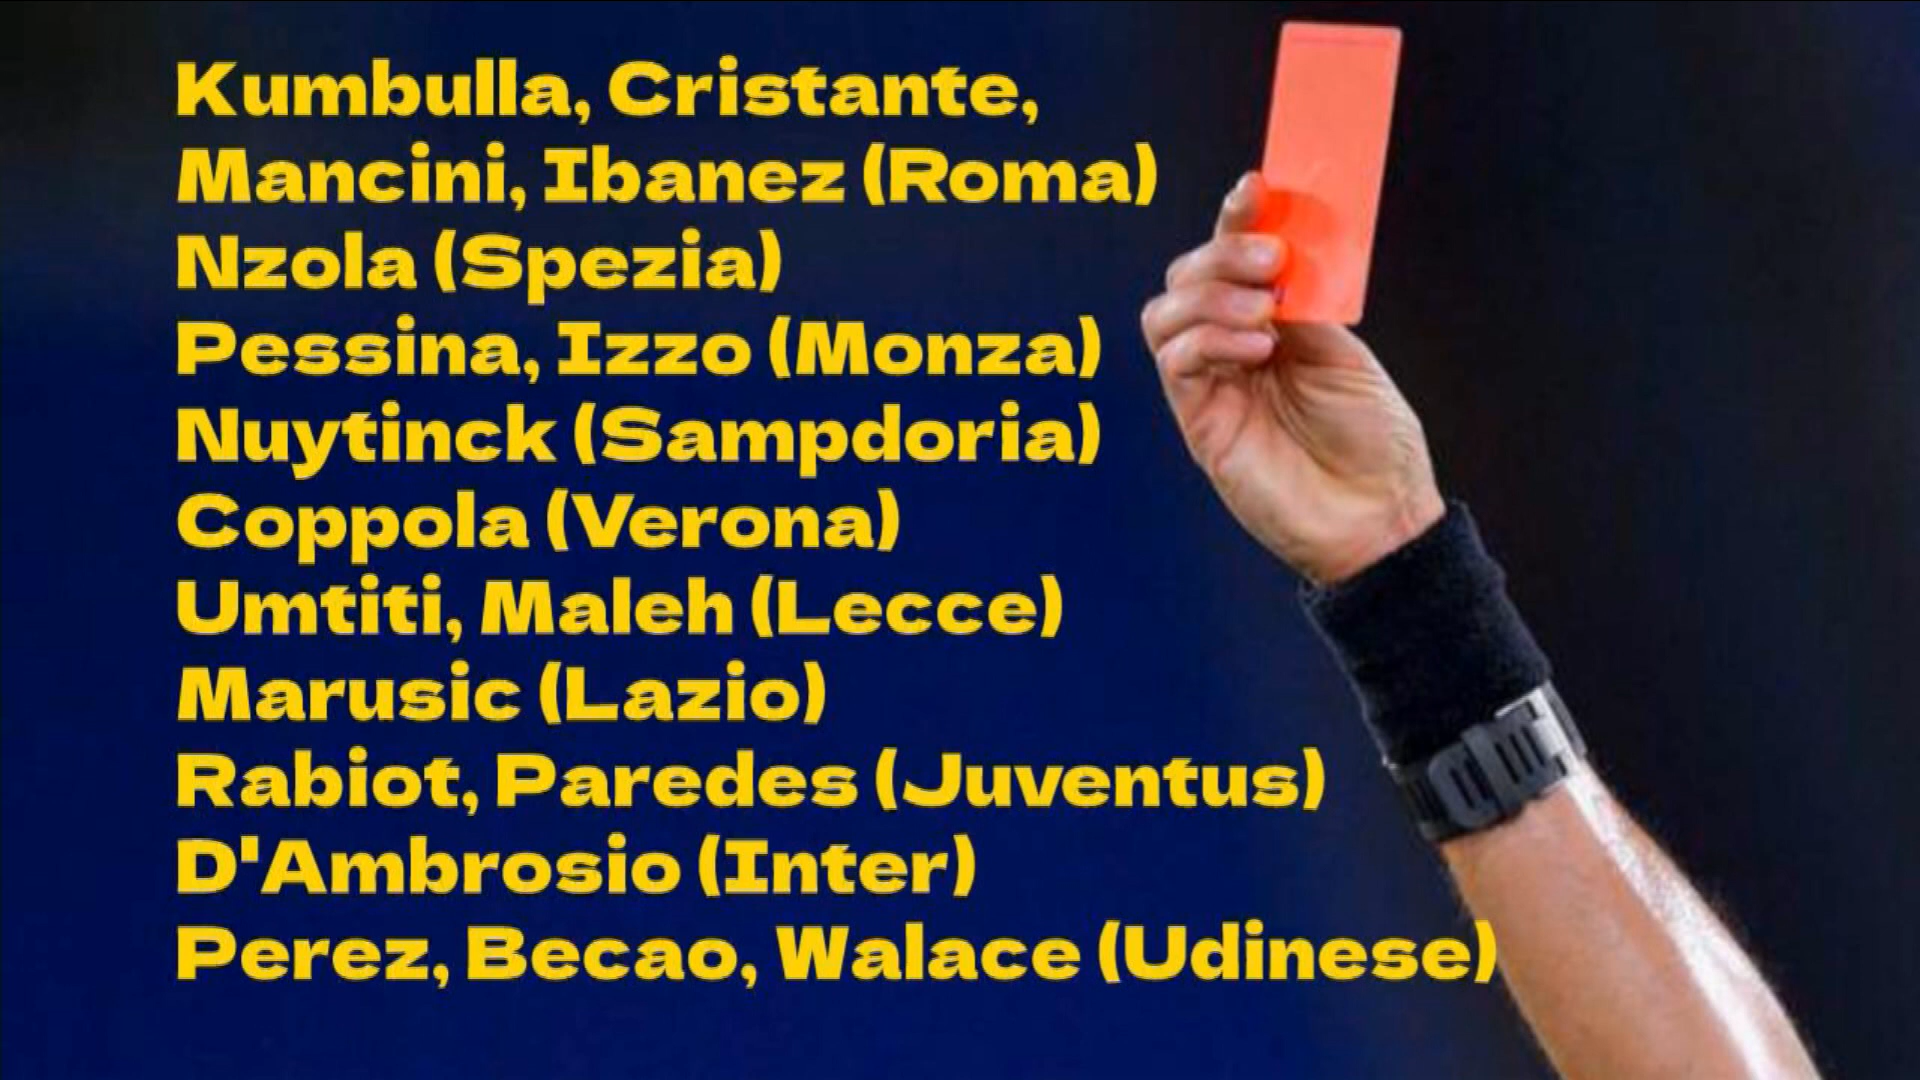 Kumbulla, Cristante,
Mancini, Ibanez (Roma)
Nzola (Spezia)
Pessina, Izzo (Monza)
Nuytinck (Sampdoria)
Coppola (Verona)
Umtiti, Maleh (Lecce)
Marusic (Lazio)
Rabiot, Paredes (Juventus)
D'Ambrosio (Inter)
Perez, Becao, Walace (Udinese)